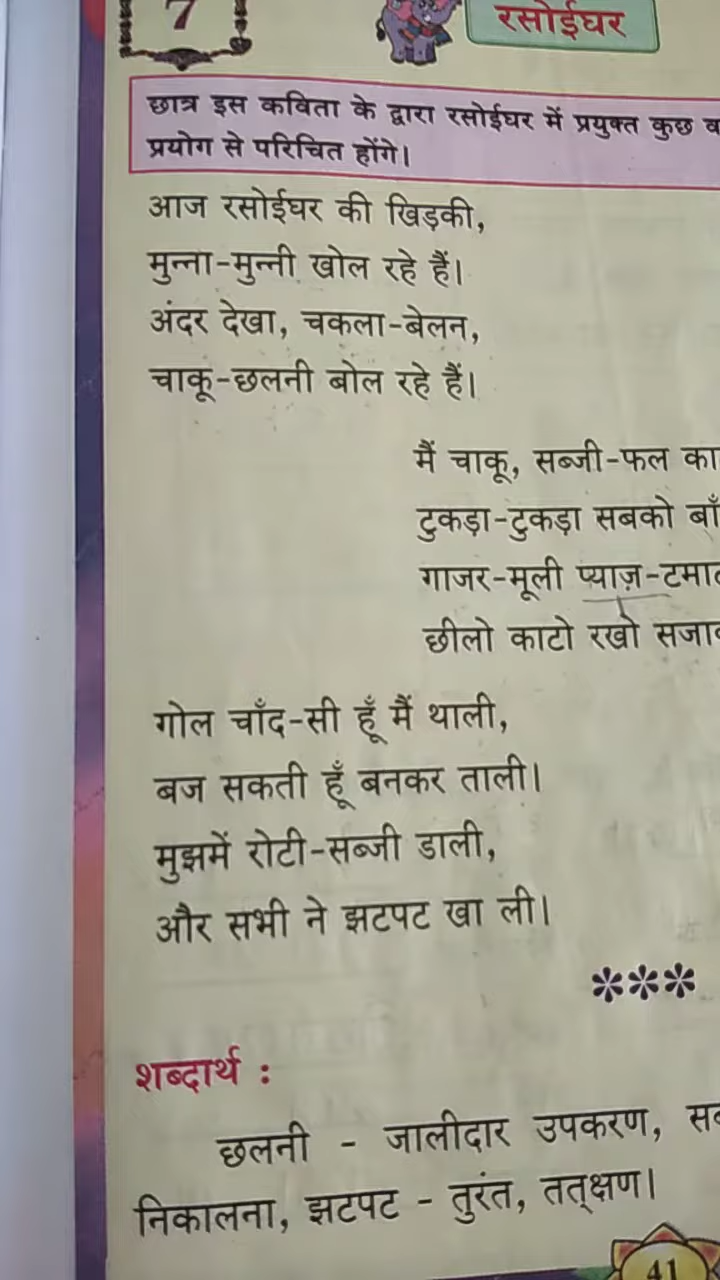 7
रसोईघर
छात्र इस कविता के द्वारा रसोईघर में प्रयुक्त कुछ
प्रयोग से परिचित होंगे।
आज रसोईघर की खिड़की,
मुन्ना-मुन्नी खोल रहे हैं।
अंदर देखा, चकला-बेलन,
चाकू-छलनी बोल रहे हैं।
मैं चाकू, सब्जी-फल
टुकड़ा-टुकड़ा सबको
गाजर-मूली प्याज़-
छीलो काटो रखो
गोल चाँद-सी हूँ मैं थाली,
बज सकती हूँ बनकर ताली।
मुझमें रोटी-सब्जी डाली,
और सभी ने झटपट खा ली।
***
शब्दार्थ :
छलनी - जालीदार उपकरण,
निकालना, झटपट - तुरंत, तत्क्षण।
41